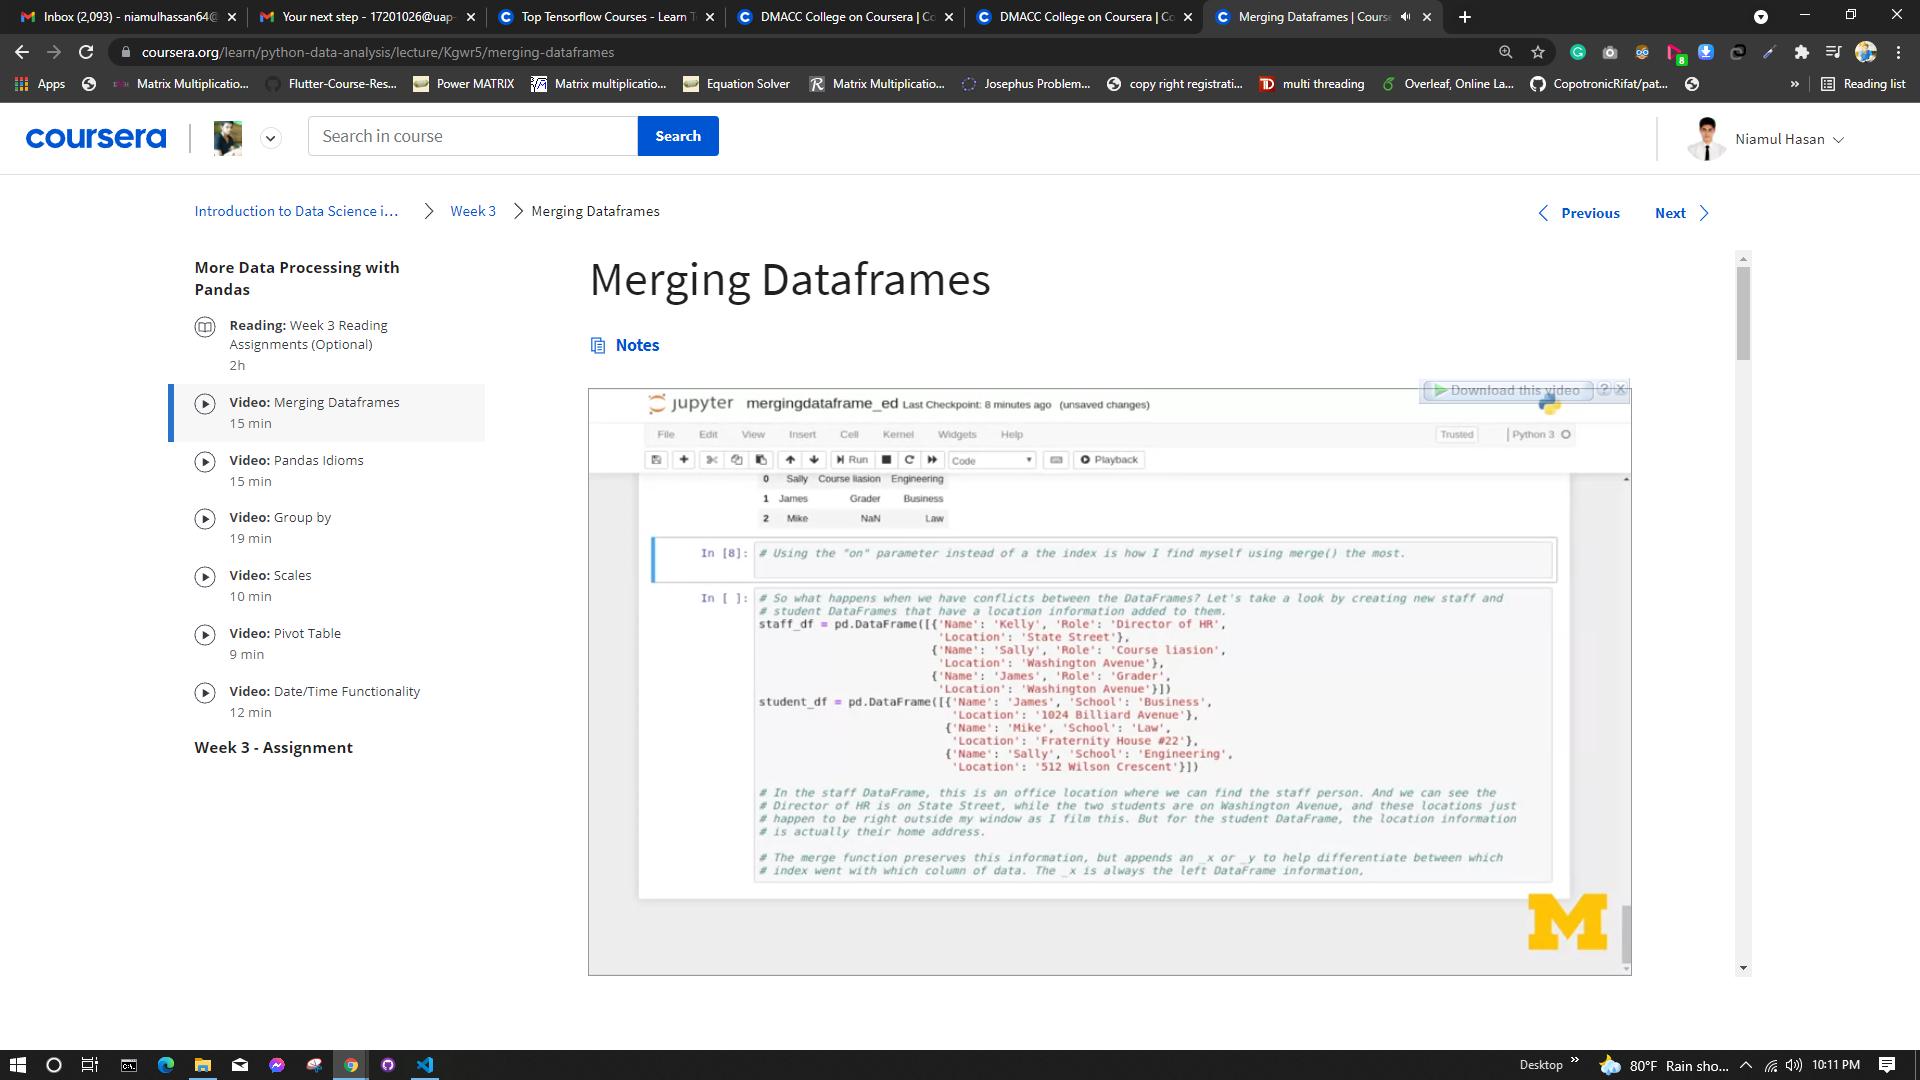 Inbox (2,093) - niamulhassan64@
Your next step - 17201026@uap-
Top Tensorflow Courses - Learn T
DMACC College on Coursera | Co
DMACC College on Coursera | Co
Merging Dataframes | Course
coursera.org/learn/python-data-analysis/lecture/Kgwr5/merging-dataframes
Apps
Matrix Multiplicatio...
Flutter-Course-Res...
Power MATRIX
Matrix multiplicatio...
Equation Solver
Matrix Multiplicatio...
Josephus Problem...
copy right registrati...
multi threading
Overleaf, Online La...
CopotronicRifat/pat...
»
Reading list
coursera
Search in course
Search
Niamul Hasan
Introduction to Data Science i...
Week 3
Merging Dataframes
Previous
Next
More Data Processing with
Pandas
Reading: Week 3 Reading
Assignments (Optional)
2h
Video: Merging Dataframes
15 min
Video: Pandas Idioms
15 min
Video: Group by
19 min
Video: Scales
10 min
Video: Pivot Table
9 min
Video: Date/Time Functionality
12 min
Week 3 - Assignment
Merging Dataframes
Notes
Download this video
jupyter mergingdataframe_ed Last Checkpoint: 8 minutes ago (unsaved changes)
File Edit View Insert Cell Kernel Widgets Help
Trusted
Python 3
Run
Code
Playback
0 Sally Course liasion Engineering
1 James Grader Business
2 Mike NaN Law
In [8]: # Using the "on" parameter instead of a the index is how I find myself using merge() the most.
In [ ]: # So what happens when we have conflicts between the DataFrames? Let's take a look by creating new staff and
# student DataFrames that have a location information added to them.
staff_df = pd.DataFrame([{'Name': 'Kelly', 'Role': 'Director of HR',
'Location': 'State Street'},
{'Name': 'Sally', 'Role': 'Course liasion',
'Location': 'Washington Avenue'},
{'Name': 'James', 'Role': 'Grader',
'Location': 'Washington Avenue'}])
student_df = pd.DataFrame([{'Name': 'James', 'School': 'Business',
'Location': '1024 Billiard Avenue'},
{'Name': 'Mike', 'School': 'Law',
'Location': 'Fraternity House #22'},
{'Name': 'Sally', 'School': 'Engineering',
'Location': '512 Wilson Crescent'}])
# In the staff DataFrame, this is an office location where we can find the staff person. And we can see the
# Director of HR is on State Street, while the two students are on Washington Avenue, and these locations just
# happen to be right outside my window as I film this. But for the student DataFrame, the location information
# is actually their home address.
# The merge function preserves this information, but appends an _x or _y to help differentiate between which
# index went with which column of data. The _x is always the left DataFrame information,
M
Desktop
80°F Rain sho...
10:11 PM